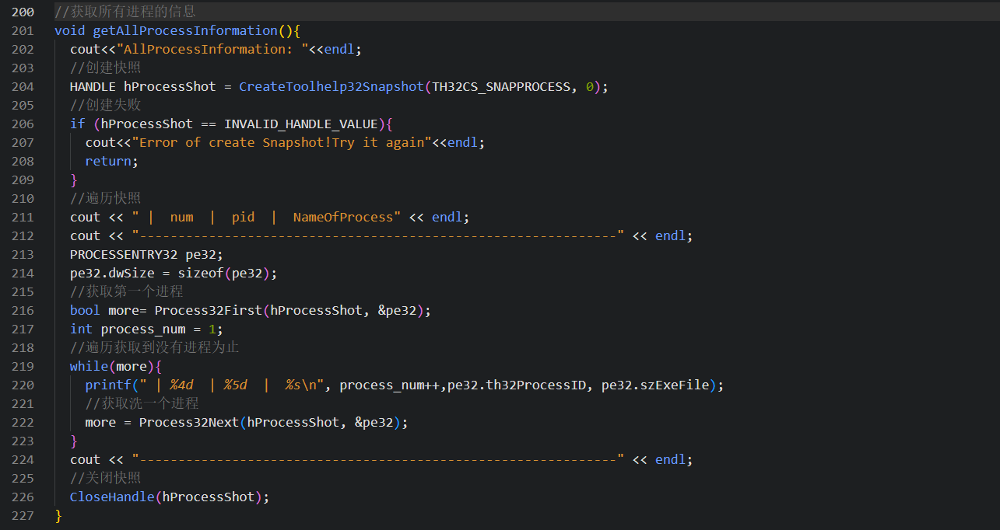 200 //获取所有进程的信息
201 void getAllProcessInformation(){
202 cout<<"AllProcessInformation: "<<endl;
203 //创建快照
204 HANDLE hProcessShot = CreateToolhelp32Snapshot(TH32CS_SNAPPROCESS, 0);
205 //创建失败
206 if (hProcessShot == INVALID_HANDLE_VALUE){
207 cout<<"Error of create Snapshot!Try it again"<<endl;
208 return;
209 }
210 //遍历快照
211 cout << " |  num  |  pid  |  NameOfProcess" << endl;
212 cout << "--------------------------------------------------------------" << endl;
213 PROCESSENTRY32 pe32;
214 pe32.dwSize = sizeof(pe32);
215 //获取第一个进程
216 bool more= Process32First(hProcessShot, &pe32);
217 int process_num = 1;
218 //遍历获取到没有进程为止
219 while(more){
220 printf(" | %4d  | %5d  |  %s\n", process_num++,pe32.th32ProcessID, pe32.szExeFile);
221 //获取洗一个进程
222 more = Process32Next(hProcessShot, &pe32);
223 }
224 cout << "--------------------------------------------------------------" << endl;
225 //关闭快照
226 CloseHandle(hProcessShot);
227 }